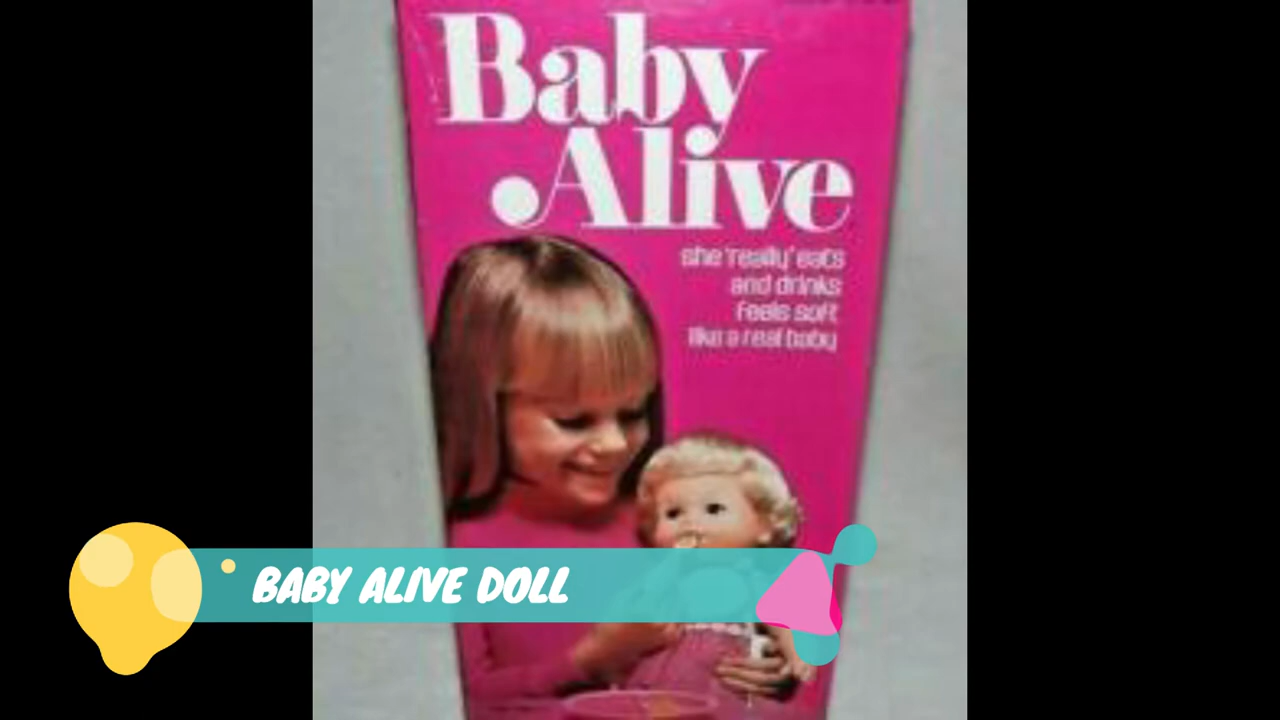 Baby
Alive
she 'really' eats
and drinks
feels soft
like a real baby
BABY ALIVE DOLL